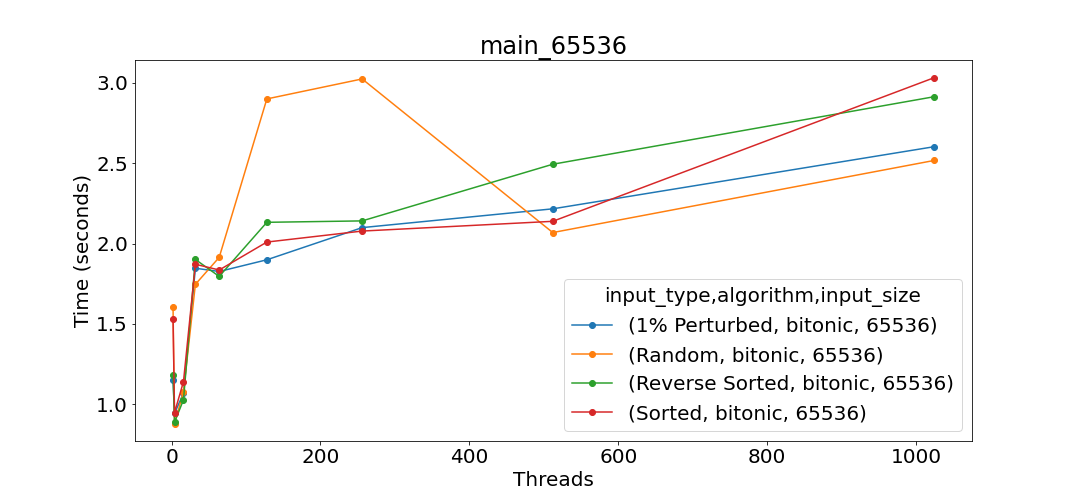 main_65536
3.0
2.5
2.0
1.5
1.0
Time (seconds)
0 200 400 600 800 1000
Threads
input_type,algorithm,input_size
(1% Perturbed, bitonic, 65536)
(Random, bitonic, 65536)
(Reverse Sorted, bitonic, 65536)
(Sorted, bitonic, 65536)